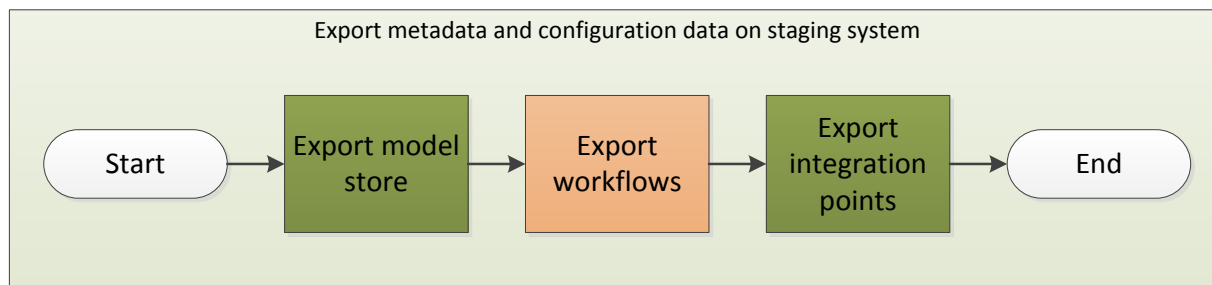 Export metadata and configuration data on staging system
Start
Export model
store
Export
workflows
Export
integration
points
End